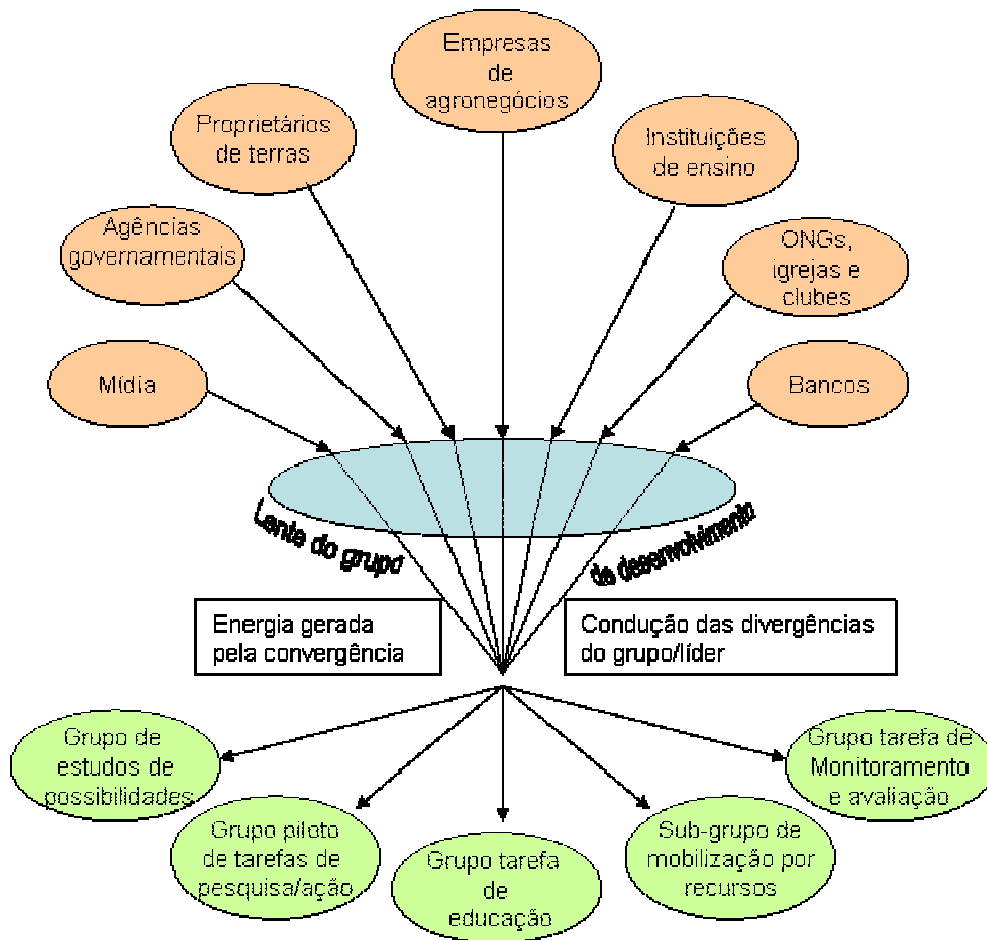 Empresas
de
agronegócios
Proprietários
de terras
Instituições
de ensino
Agências
governamentais
ONGs,
igrejas e
clubes
Mídia
Bancos
Lente do grupo
de desenvolvimento
Energia gerada
pela convergência
Condução das divergências
do grupo/líder
Grupo de
estudos de
possibilidades
Grupo tarefa de
Monitoramento
e avaliação
Grupo piloto
de tarefas de
pesquisa/ação
Sub-grupo de
mobilização por
recursos
Grupo tarefa
de
educação